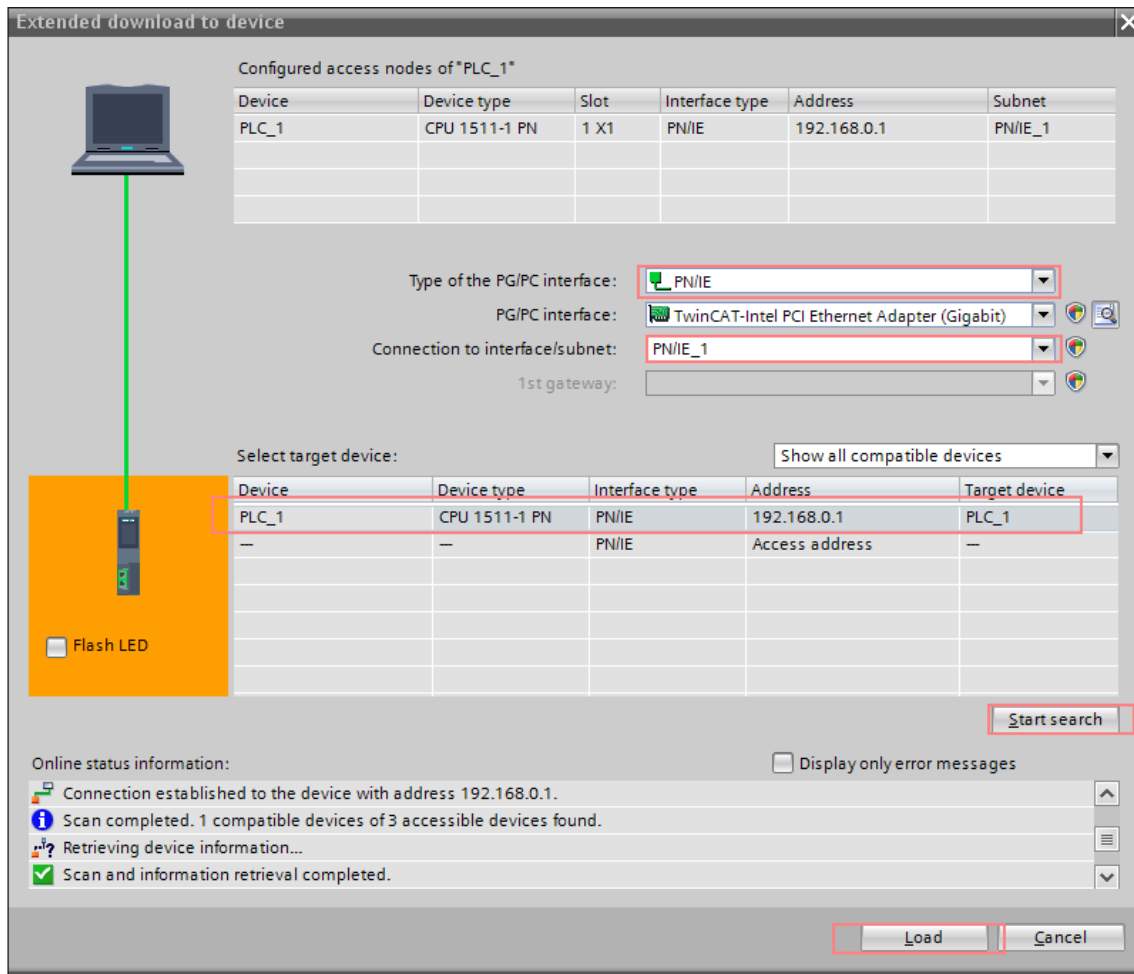 Extended download to device
Configured access nodes of "PLC_1"
Device Device type Slot Interface type Address Subnet
PLC_1 CPU 1511-1 PN 1 X1 PN/IE 192.168.0.1 PN/IE_1
Type of the PG/PC interface: PN/IE
PG/PC interface: TwinCAT-Intel PCI Ethernet Adapter (Gigabit)
Connection to interface/subnet: PN/IE_1
1st gateway:
Select target device: Show all compatible devices
Device Device type Interface type Address Target device
PLC_1 CPU 1511-1 PN PN/IE 192.168.0.1 PLC_1
— — PN/IE Access address —
Flash LED
Start search
Online status information: Display only error messages
Connection established to the device with address 192.168.0.1.
Scan completed. 1 compatible devices of 3 accessible devices found.
Retrieving device information...
Scan and information retrieval completed.
Load Cancel